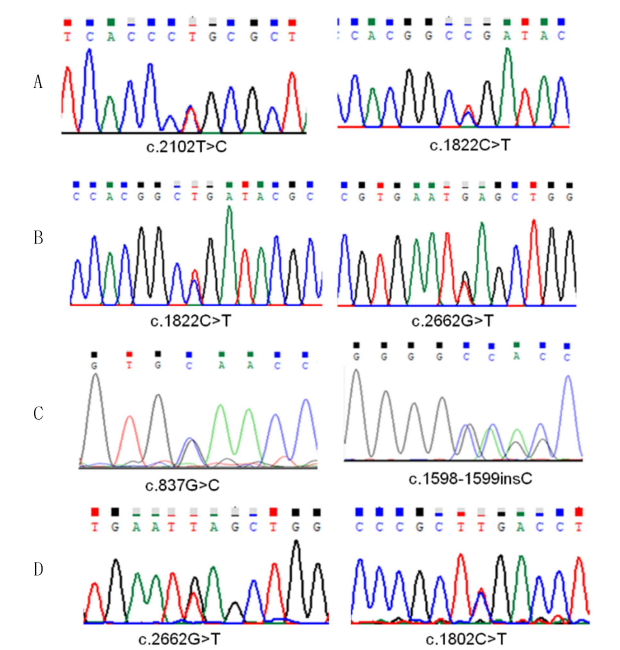 T C A C C C T G C G C T
C A C G G C C G A T A C
A
c.2102T>C
c.1822C>T
C C A C G G C T G A T A C G C
C G T G A A T G A G C T G G
B
c.1822C>T
c.2662G>T
G T G C A A C C
G G G G C C A C C
C
c.837G>C
c.1598-1599insC
T G A A T T A G C T G G
C C C G C T T G A C C T
D
c.2662G>T
c.1802C>T